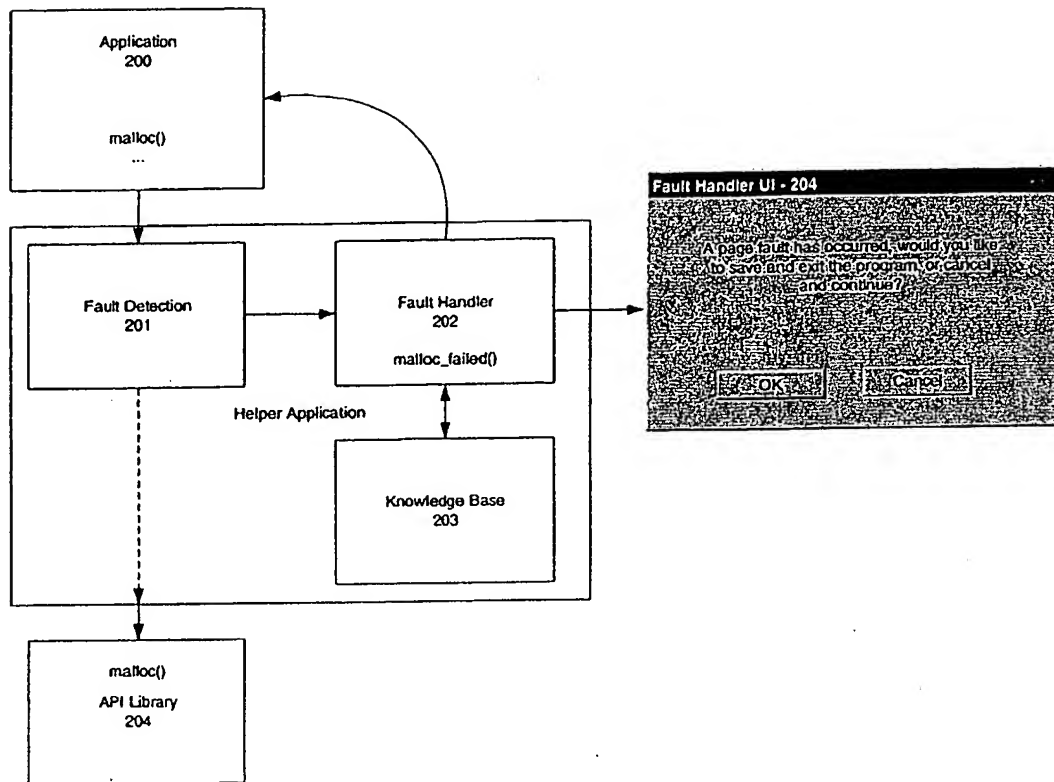 Application
200
malloc()
...
Fault Handler UI - 204
A page fault has occurred, would you like
to save and exit the program, or cancel
and continue?
OK
Cancel
Fault Detection
201
Fault Handler
202
malloc_failed()
Helper Application
Knowledge Base
203
malloc()
API Library
204